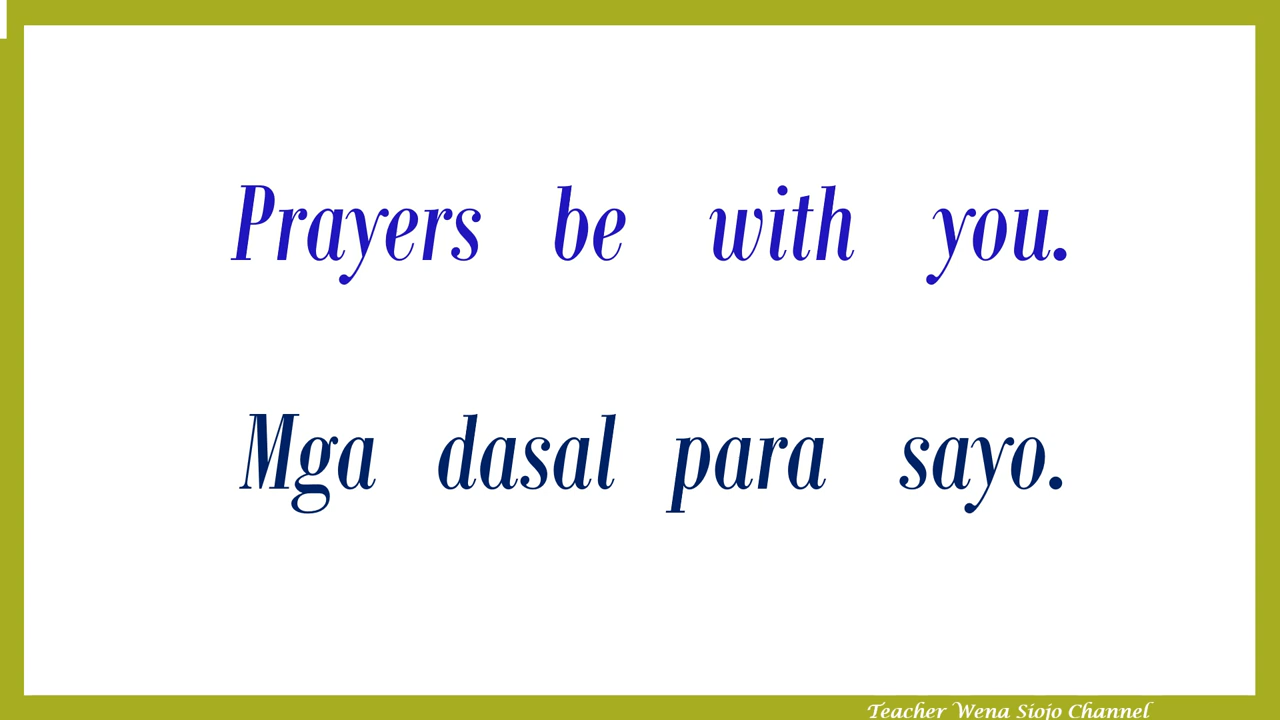 Prayers be with you.
Mga dasal para sayo.
Teacher Wena Siojo Channel